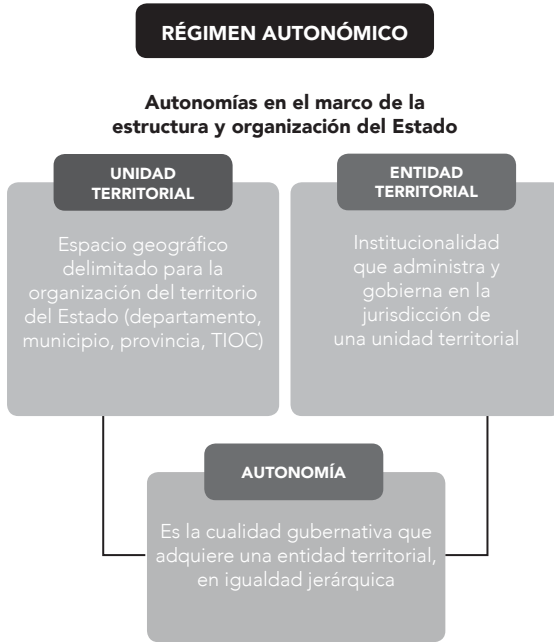 RÉGIMEN AUTONÓMICO
Autonomías en el marco de la
estructura y organización del Estado
UNIDAD
TERRITORIAL
Espacio geográfico
delimitado para la
organización del territorio
del Estado (departamento,
municipio, provincia, TIOC)
ENTIDAD
TERRITORIAL
Institucionalidad
que administra y
gobierna en la
jurisdicción de
una unidad territorial
AUTONOMÍA
Es la cualidad gubernativa que
adquiere una entidad territorial,
en igualdad jerárquica